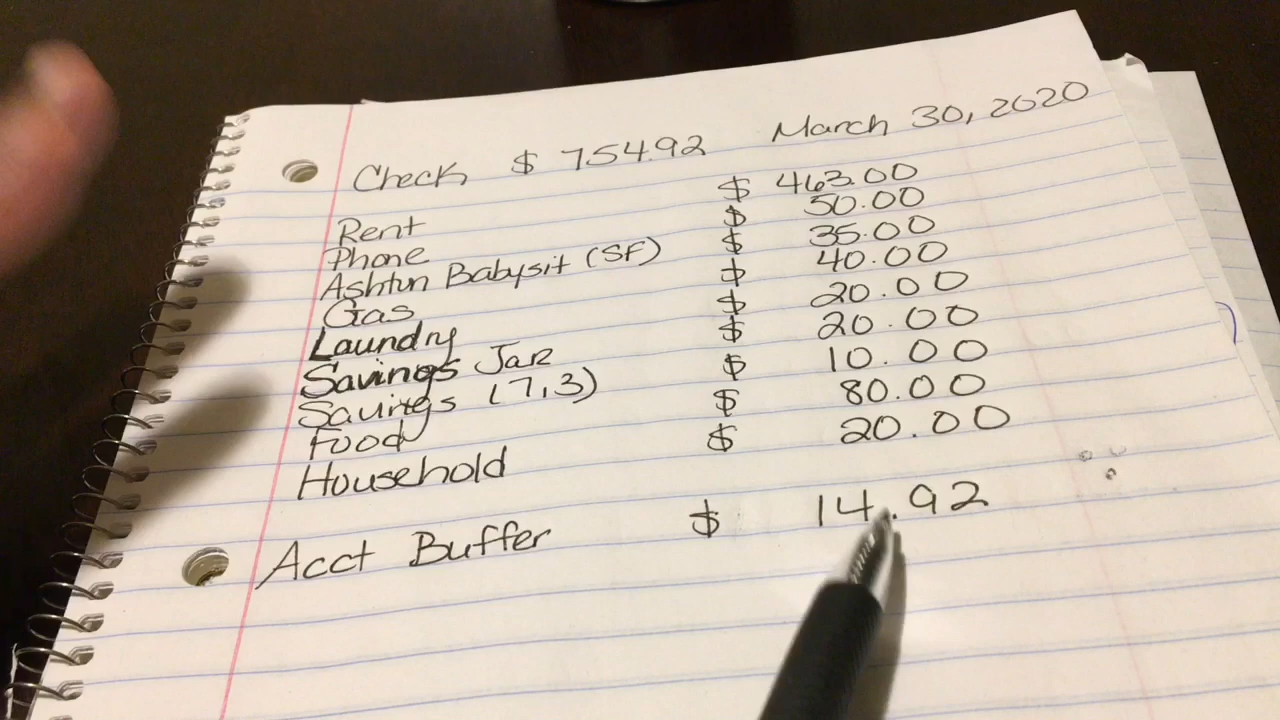 Check $ 754.92 March 30, 2020
Rent $ 463.00
Phone $ 50.00
Ashtun Babysit (SF) $ 35.00
Gas $ 40.00
Laundry $ 20.00
Savings Jar $ 20.00
Savings (7,3) $ 10.00
Food $ 80.00
Household $ 20.00
Acct Buffer $ 14.92